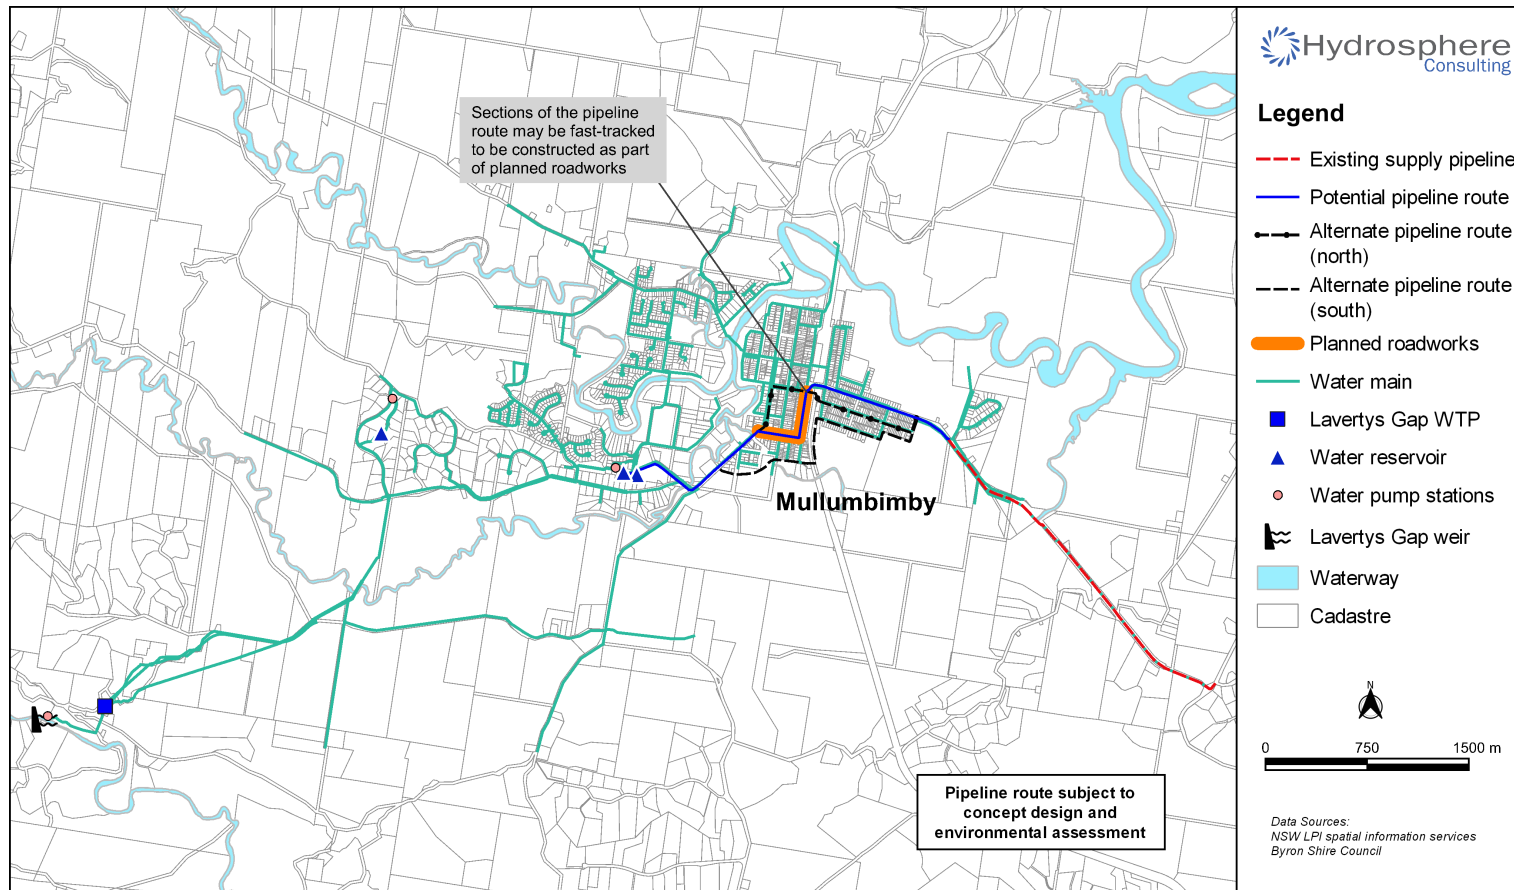 Sections of the pipeline
route may be fast-tracked
to be constructed as part
of planned roadworks
Mullumbimby
Pipeline route subject to
concept design and
environmental assessment
Hydrosphere
Consulting
Legend
Existing supply pipeline
Potential pipeline route
Alternate pipeline route
(north)
Alternate pipeline route
(south)
Planned roadworks
Water main
Lavertys Gap WTP
Water reservoir
Water pump stations
Lavertys Gap weir
Waterway
Cadastre
N
0 750 1500 m
Data Sources:
NSW LPI spatial information services
Byron Shire Council